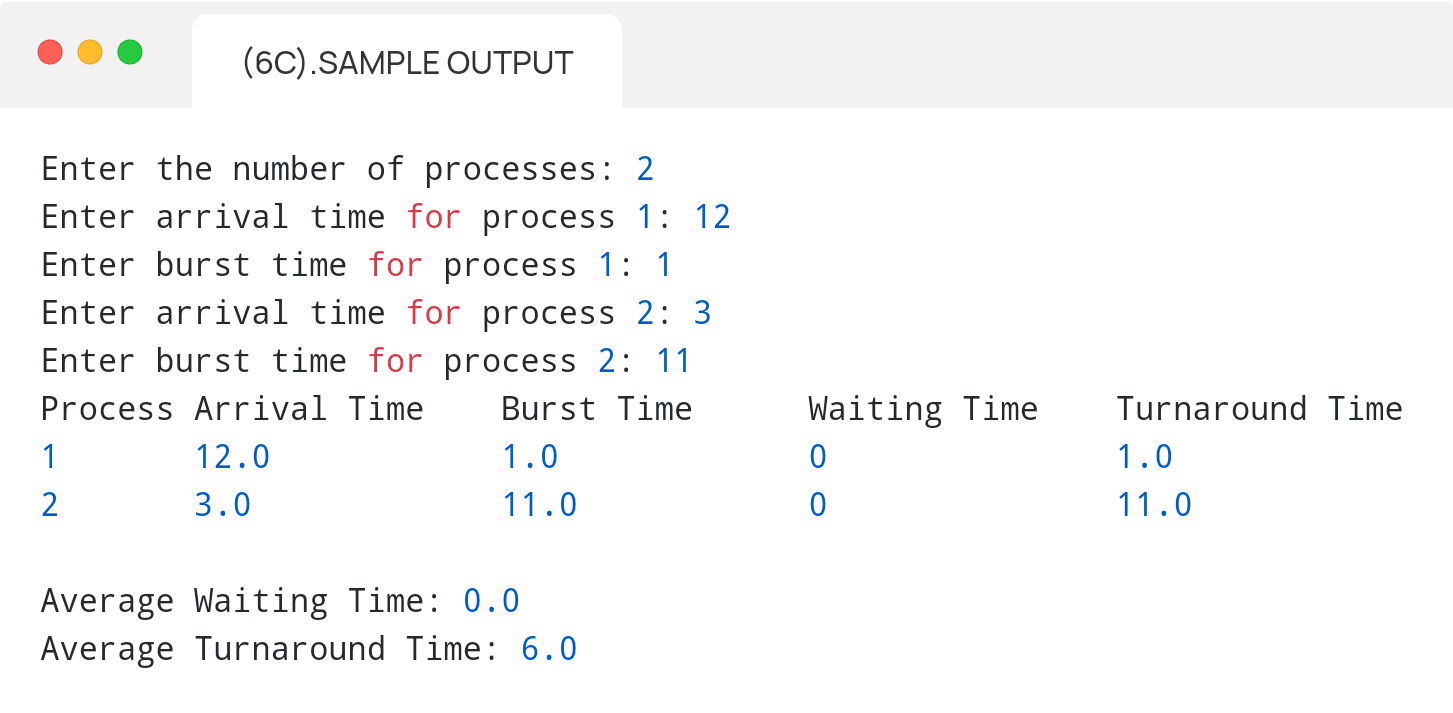 (6C).SAMPLE OUTPUT
Enter the number of processes: 2
Enter arrival time for process 1: 12
Enter burst time for process 1: 1
Enter arrival time for process 2: 3
Enter burst time for process 2: 11
Process Arrival Time    Burst Time      Waiting Time    Turnaround Time
1       12.0            1.0             0               1.0
2       3.0             11.0            0               11.0

Average Waiting Time: 0.0
Average Turnaround Time: 6.0